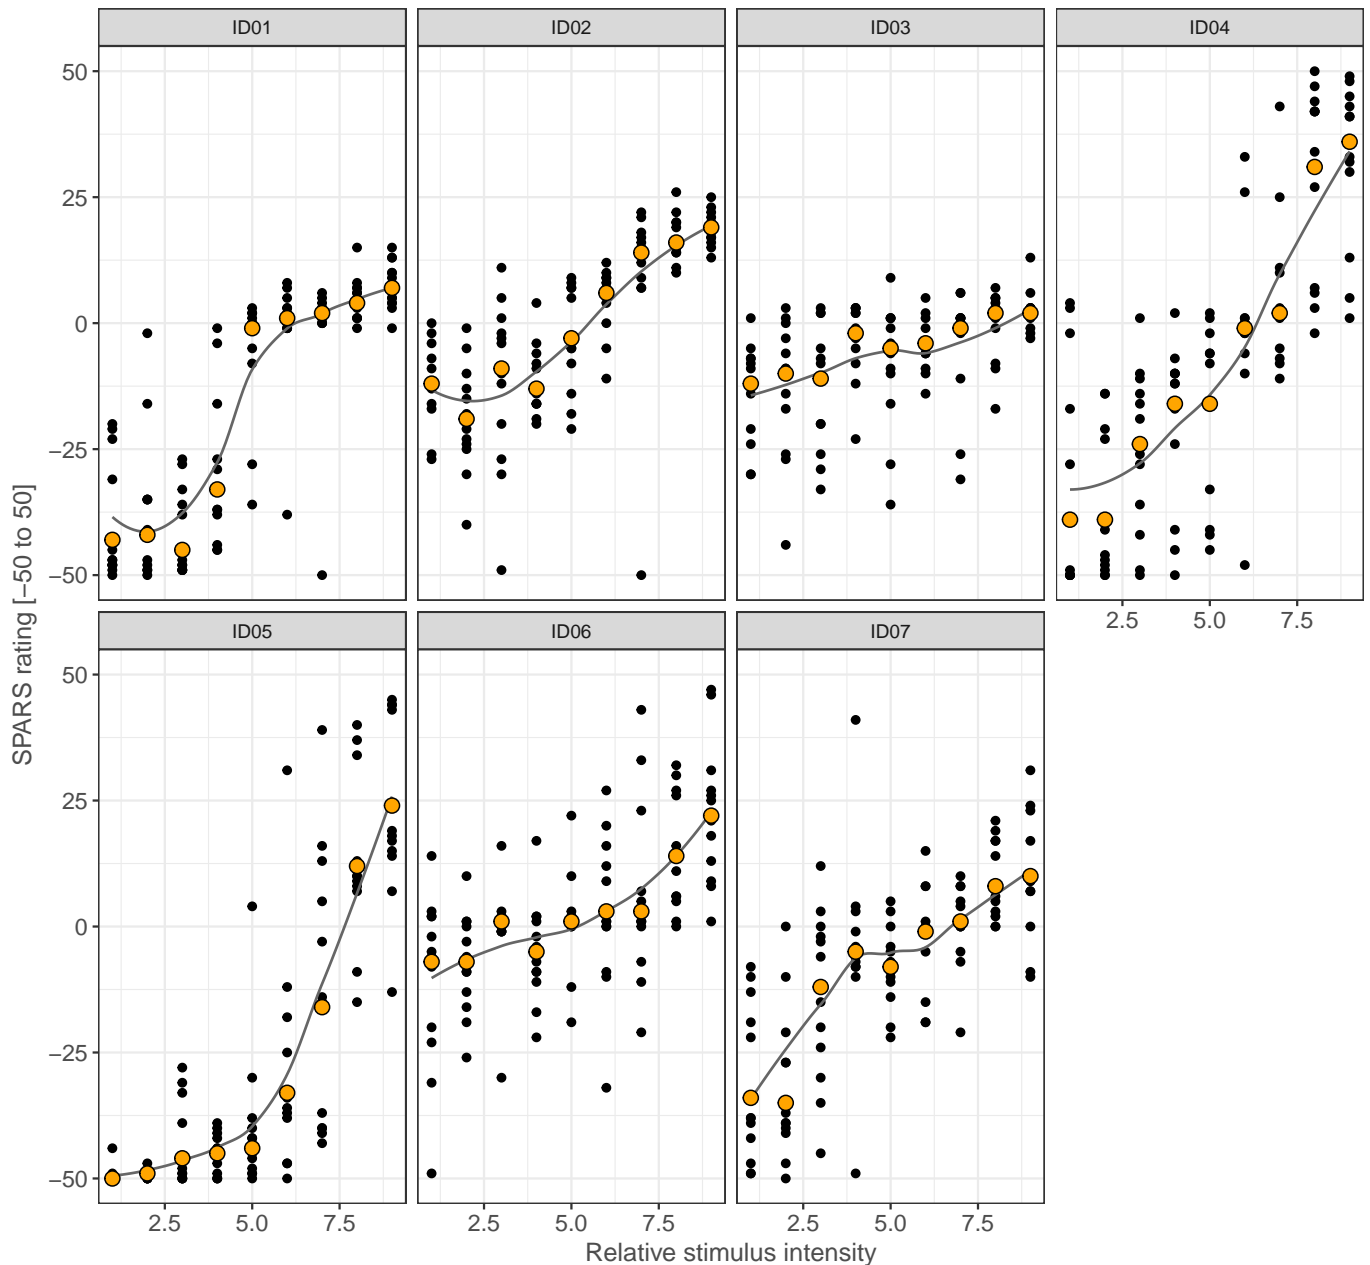 ID01 ID02 ID03 ID04
50
25
0
−25
−50
2.5 5.0 7.5
ID05 ID06 ID07
50
25
0
−25
−50
2.5 5.0 7.5 2.5 5.0 7.5 2.5 5.0 7.5
Relative stimulus intensity
SPARS rating [−50 to 50]